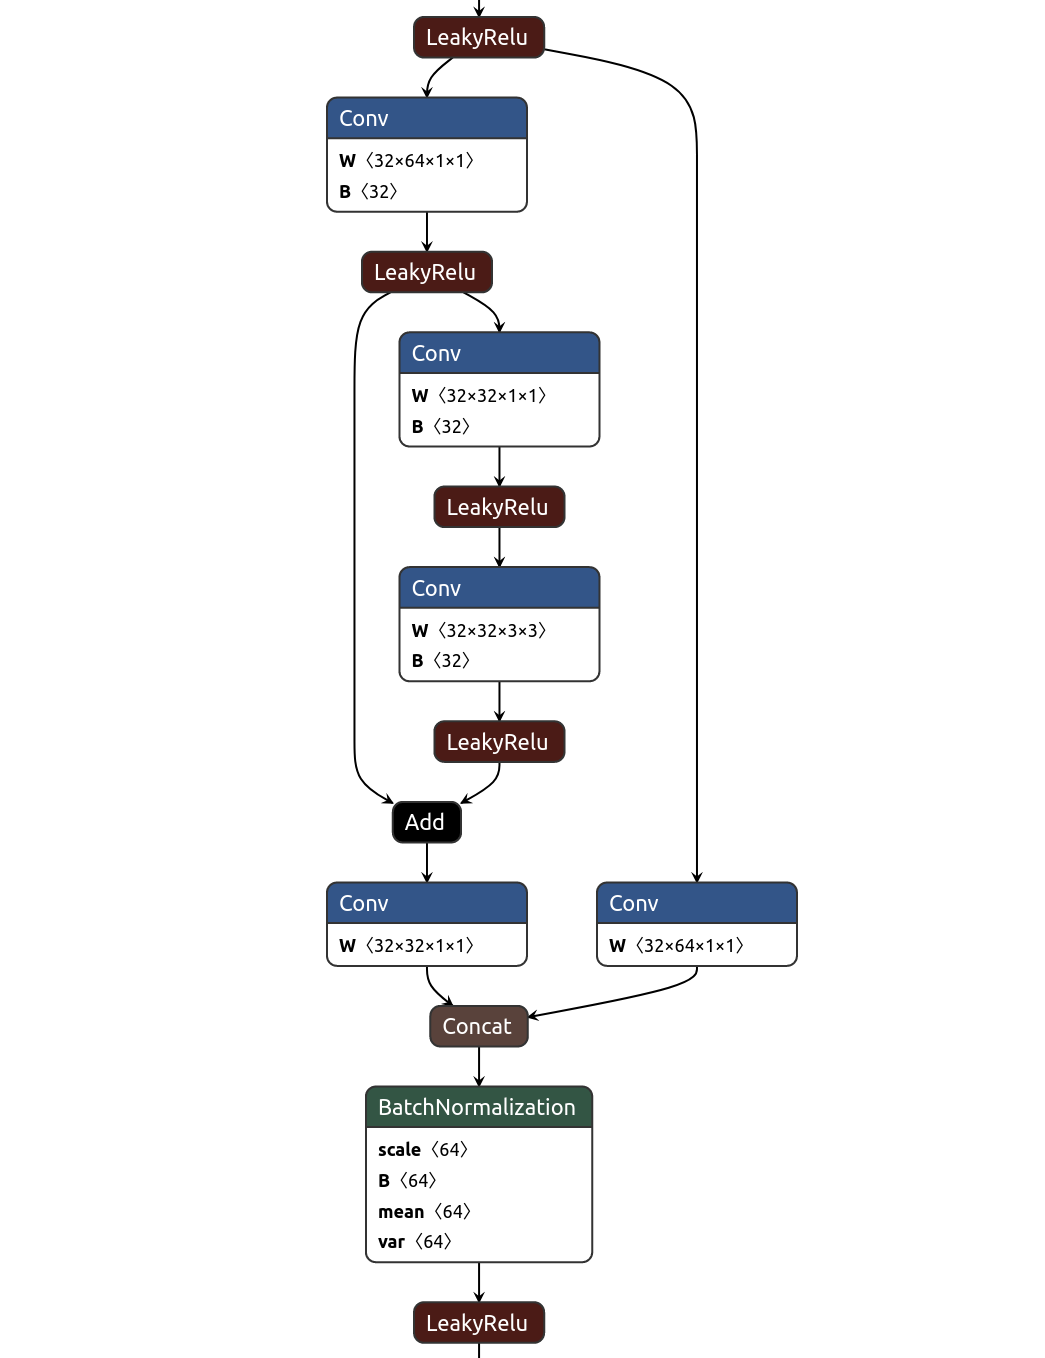 LeakyRelu
Conv
W〈32×64×1×1〉
B〈32〉
LeakyRelu
Conv
W〈32×32×1×1〉
B〈32〉
LeakyRelu
Conv
W〈32×32×3×3〉
B〈32〉
LeakyRelu
Add
Conv
W〈32×32×1×1〉
Conv
W〈32×64×1×1〉
Concat
BatchNormalization
scale〈64〉
B〈64〉
mean〈64〉
var〈64〉
LeakyRelu